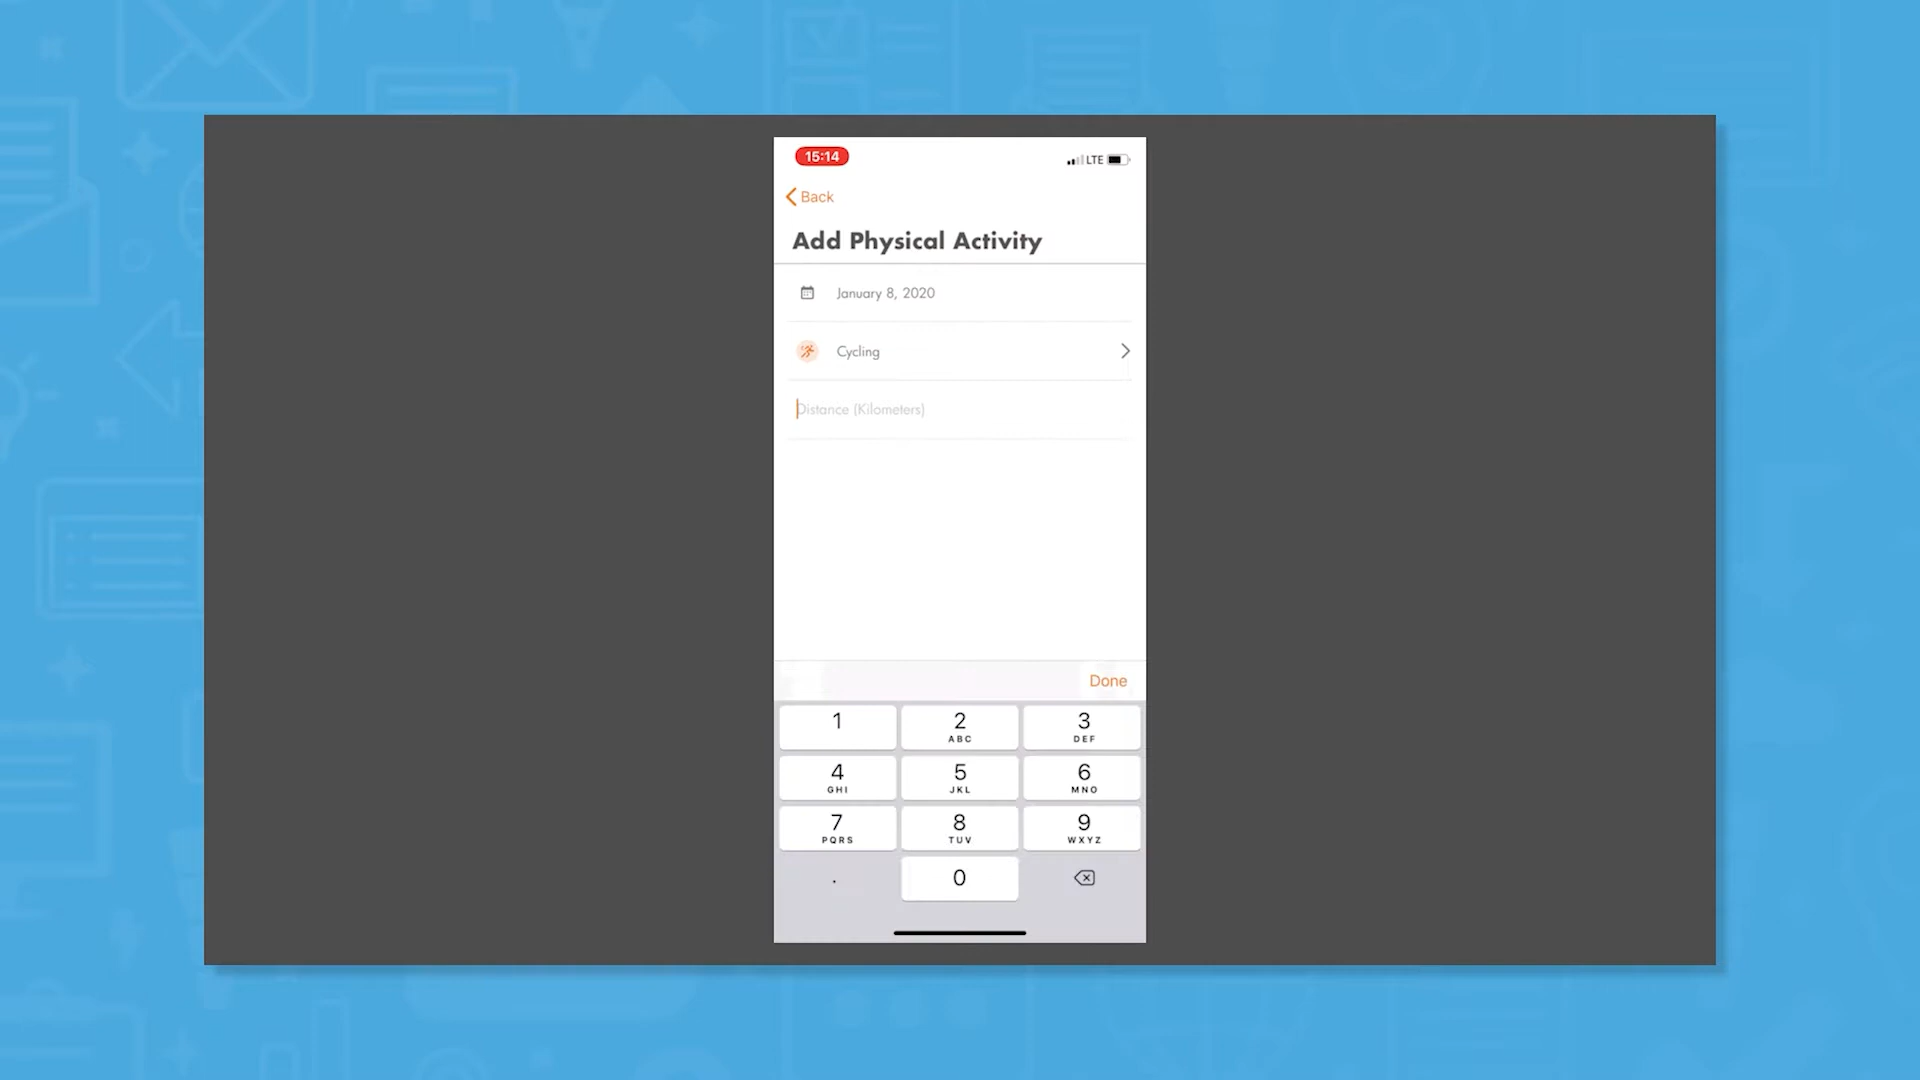 15:14
LTE
Back
Add Physical Activity
January 8, 2020
Cycling
Distance (Kilometers)
Done
1 2 3
ABC DEF
4 5 6
GHI JKL MNO
7 8 9
PQRS TUV WXYZ
. 0